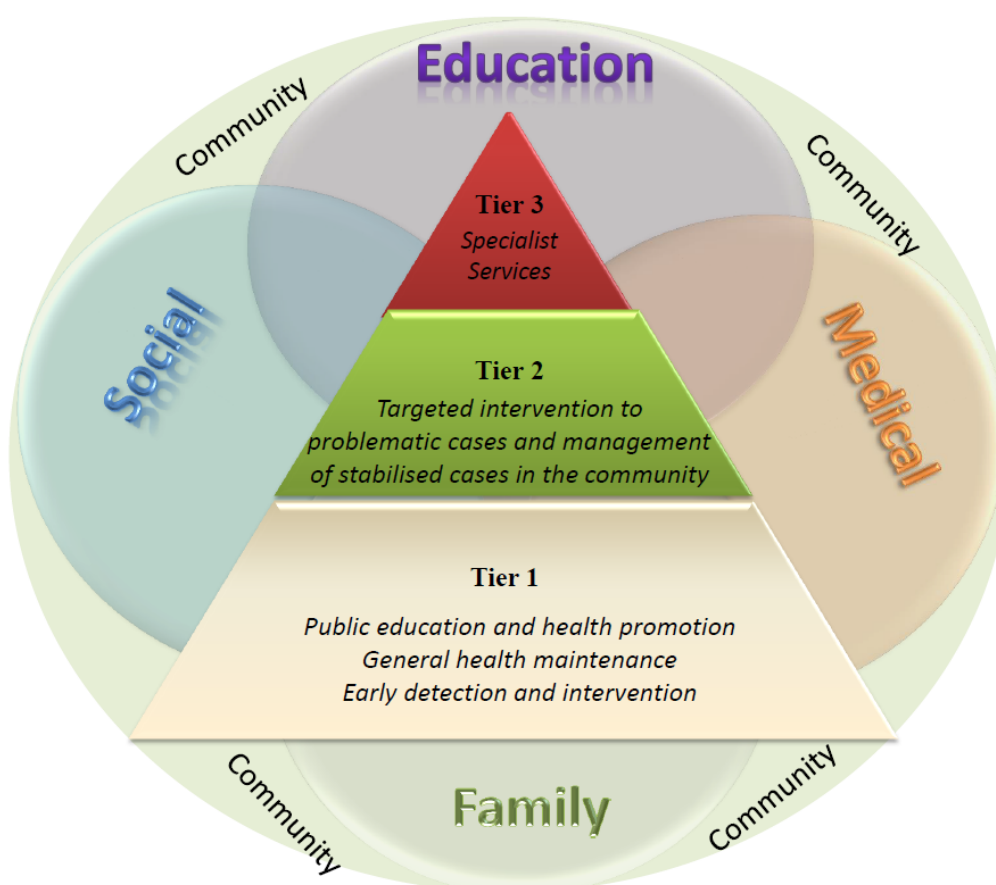 Education
Community
Community
Tier 3
Specialist
Services
Social
Medical
Tier 2
Targeted intervention to
problematic cases and management
of stabilised cases in the community
Tier 1
Public education and health promotion
General health maintenance
Early detection and intervention
Community
Community
Family